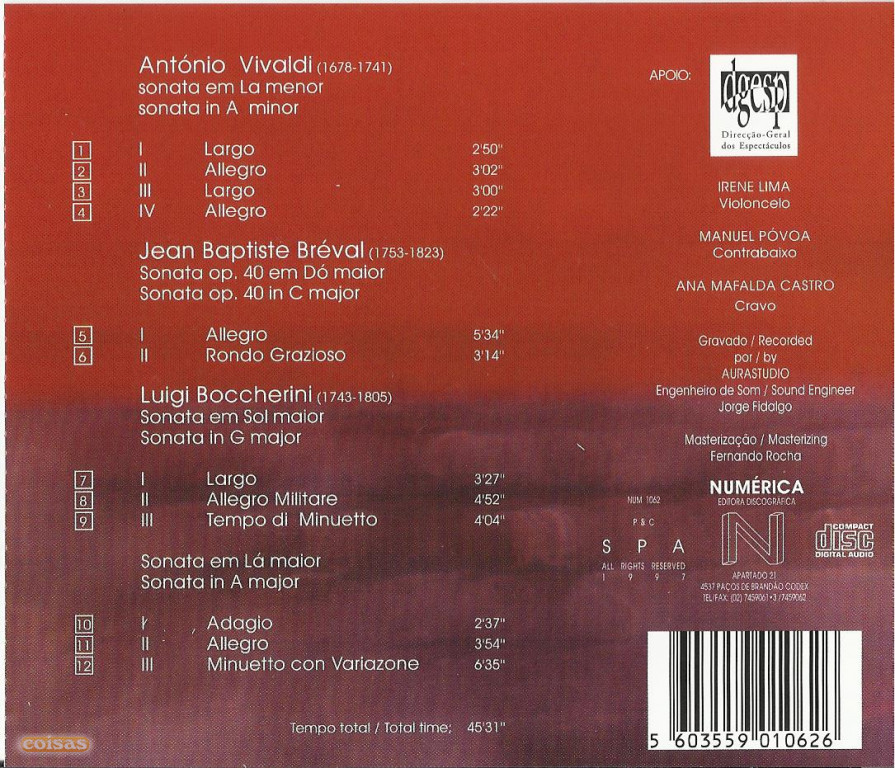 António Vivaldi (1678-1741)
sonata em La menor
sonata in A minor
1 I Largo 2'50"
2 II Allegro 3'02"
3 III Largo 3'00"
4 IV Allegro 2'22"
Jean Baptiste Bréval (1753-1823)
Sonata op. 40 em Dó maior
Sonata op. 40 in C major
5 I Allegro 5'34"
6 II Rondo Grazioso 3'14"
Luigi Boccherini (1743-1805)
Sonata em Sol maior
Sonata in G major
7 I Largo 3'27"
8 II Allegro Militare 4'52"
9 III Tempo di Minuetto 4'04"
Sonata em Lá maior
Sonata in A major
10 I Adagio 2'37"
11 II Allegro 3'54"
12 III Minuetto con Variazone 6'35"
Tempo total / Total time; 45'31"
APOIO:
dgesp
Direcção-Geral
dos Espectáculos
IRENE LIMA
Violoncelo
MANUEL PÓVOA
Contrabaixo
ANA MAFALDA CASTRO
Cravo
Gravado / Recorded
por / by
AURASTUDIO
Engenheiro de Som / Sound Engineer
Jorge Fidalgo
Masterização / Masterizing
Fernando Rocha
NUMÉRICA
EDITORA DISCOGRÁFICA
N
APARTADO 21
4537 PAÇOS DE BRANDÃO CODEX
TEL/FAX: (02) 7459061•3 /7459062
NUM 1062
P & C
S P A
ALL RIGHTS RESERVED
1 9 9 7
COMPACT
disc
DIGITAL AUDIO
5 603559 010626
coisas